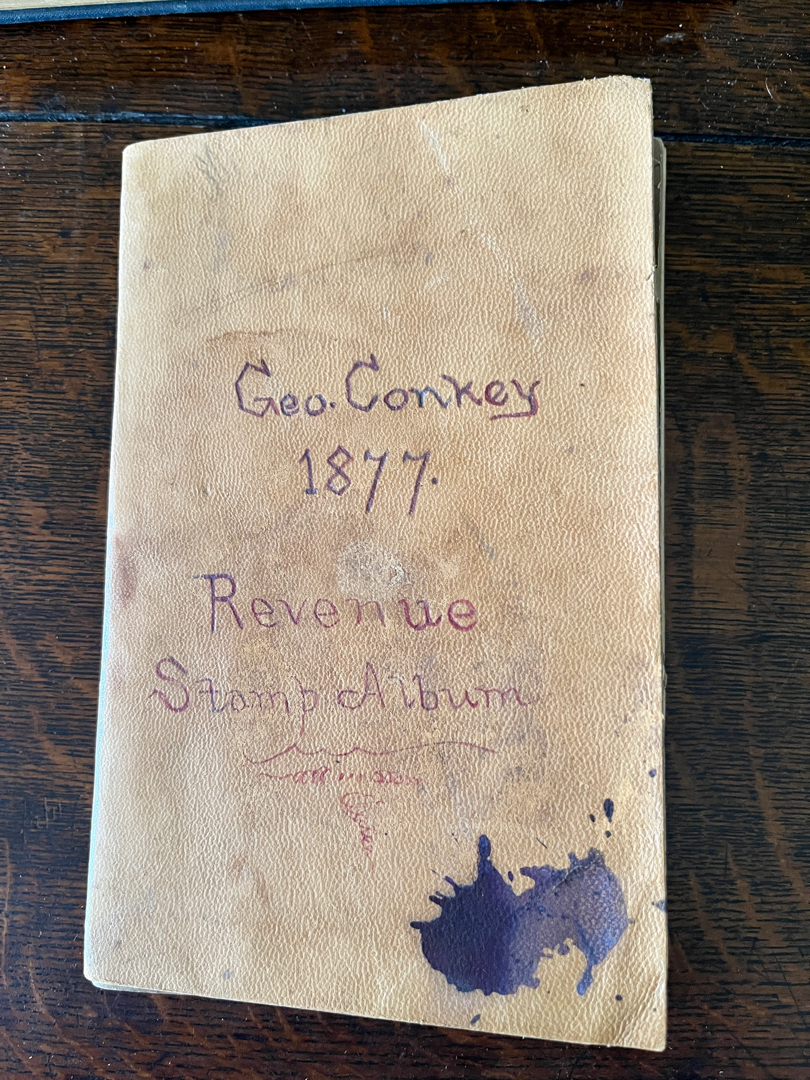 Geo. Conkey
1877.
Revenue
Stamp Album